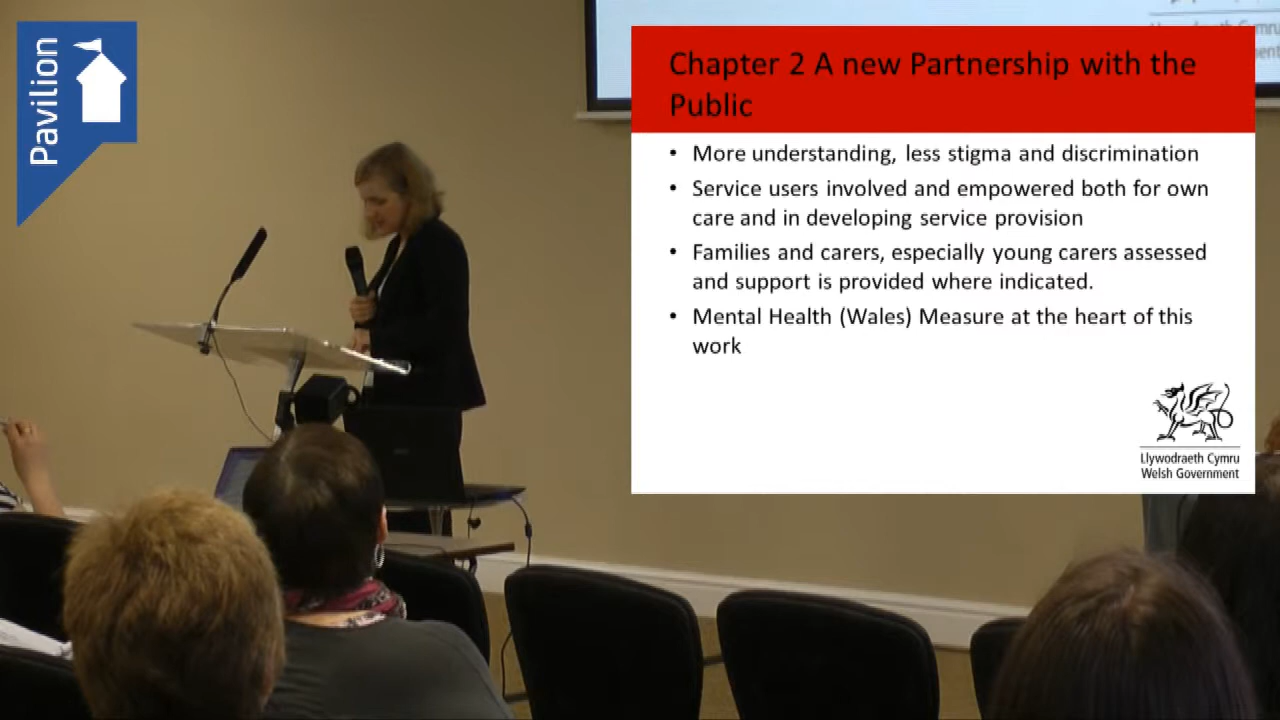 Pavilion
Chapter 2 A new Partnership with the
Public
• More understanding, less stigma and discrimination
• Service users involved and empowered both for own
care and in developing service provision
• Families and carers, especially young carers assessed
and support is provided where indicated.
• Mental Health (Wales) Measure at the heart of this
work
Llywodraeth Cymru
Welsh Government